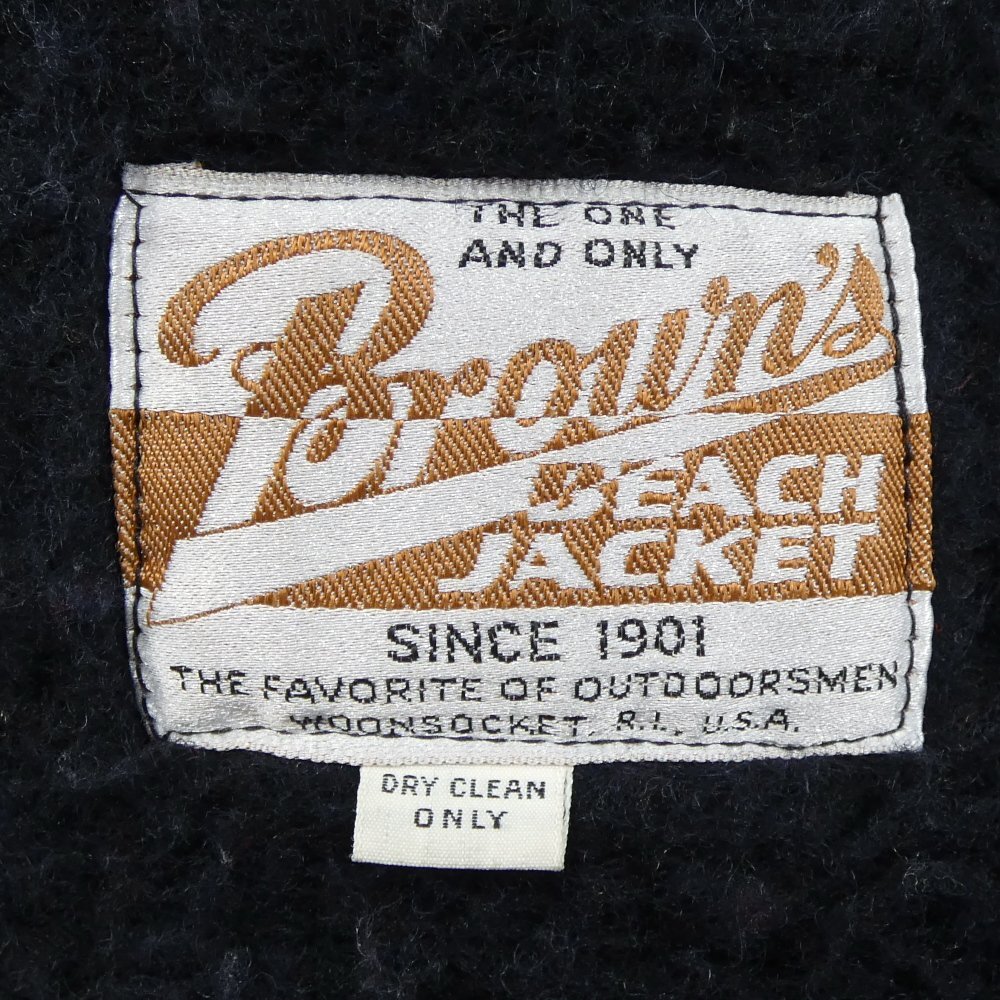 THE ONE
AND ONLY
Brown's
BEACH
JACKET
SINCE 1901
THE FAVORITE OF OUTDOORSMEN
WOONSOCKET, R.I., U.S.A.
DRY CLEAN
ONLY